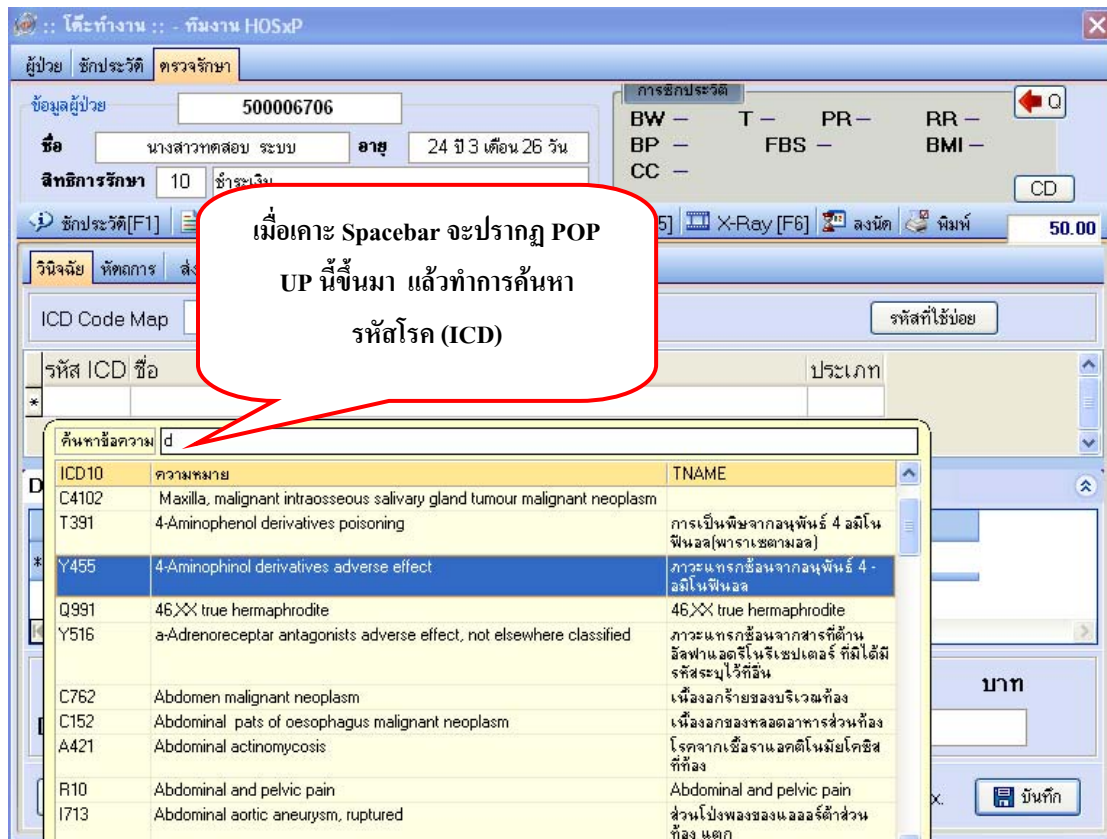 :: โต๊ะทำงาน :: - ทีมงาน HOSxP
ผู้ป่วย ซักประวัติ ตรวจรักษา
ข้อมูลผู้ป่วย 500006706
ชื่อ นางสาวทดสอบ ระบบ อายุ 24 ปี 3 เดือน 26 วัน
สิทธิการรักษา 10 ชำระเงิน
การซักประวัติ
BW – T – PR – RR –
BP – FBS – BMI –
CC –
Q
CD
ซักประวัติ[F1] 5] X-Ray [F6] ลงนัด พิมพ์ 50.00
เมื่อเคาะ Spacebar จะปรากฏ POP
UP นี้ขึ้นมา แล้วทำการค้นหา
รหัสโรค (ICD)
วินิจฉัย หัตถการ ส่ง
ICD Code Map รหัสที่ใช้บ่อย
รหัส ICD ชื่อ ประเภท
*
ค้นหาข้อความ d
ICD10 ความหมาย TNAME
C4102 Maxilla, malignant intraosseous salivary gland tumour malignant neoplasm
T391 4-Aminophenol derivatives poisoning การเป็นพิษจากอนุพันธ์ 4 อมิโน
ฟีนอล(พาราเซตามอล)
Y455 4-Aminophinol derivatives adverse effect ภาวะแทรกซ้อนจากอนุพันธ์ 4 -
อมิโนฟีนอล
Q991 46,XX true hermaphrodite 46,XX true hermaphrodite
Y516 a-Adrenoreceptar antagonists adverse effect, not elsewhere classified ภาวะแทรกซ้อนจากสารที่ต้าน
อัลฟาแอดรีโนรีเซปเตอร์ ที่มิได้มี
รหัสระบุไว้ที่อื่น
C762 Abdomen malignant neoplasm เนื้องอกร้ายของบริเวณท้อง
C152 Abdominal pats of oesophagus malignant neoplasm เนื้องอกของหลอดอาหารส่วนท้อง
A421 Abdominal actinomycosis โรคจากเชื้อราแอคติโนมัยโคซิส
ที่ท้อง
R10 Abdominal and pelvic pain Abdominal and pelvic pain
I713 Abdominal aortic aneurysm, ruptured ส่วนโป่งพองของแอออร์ต้าส่วน
ท้อง แตก
D
*
บาท
x. บันทึก